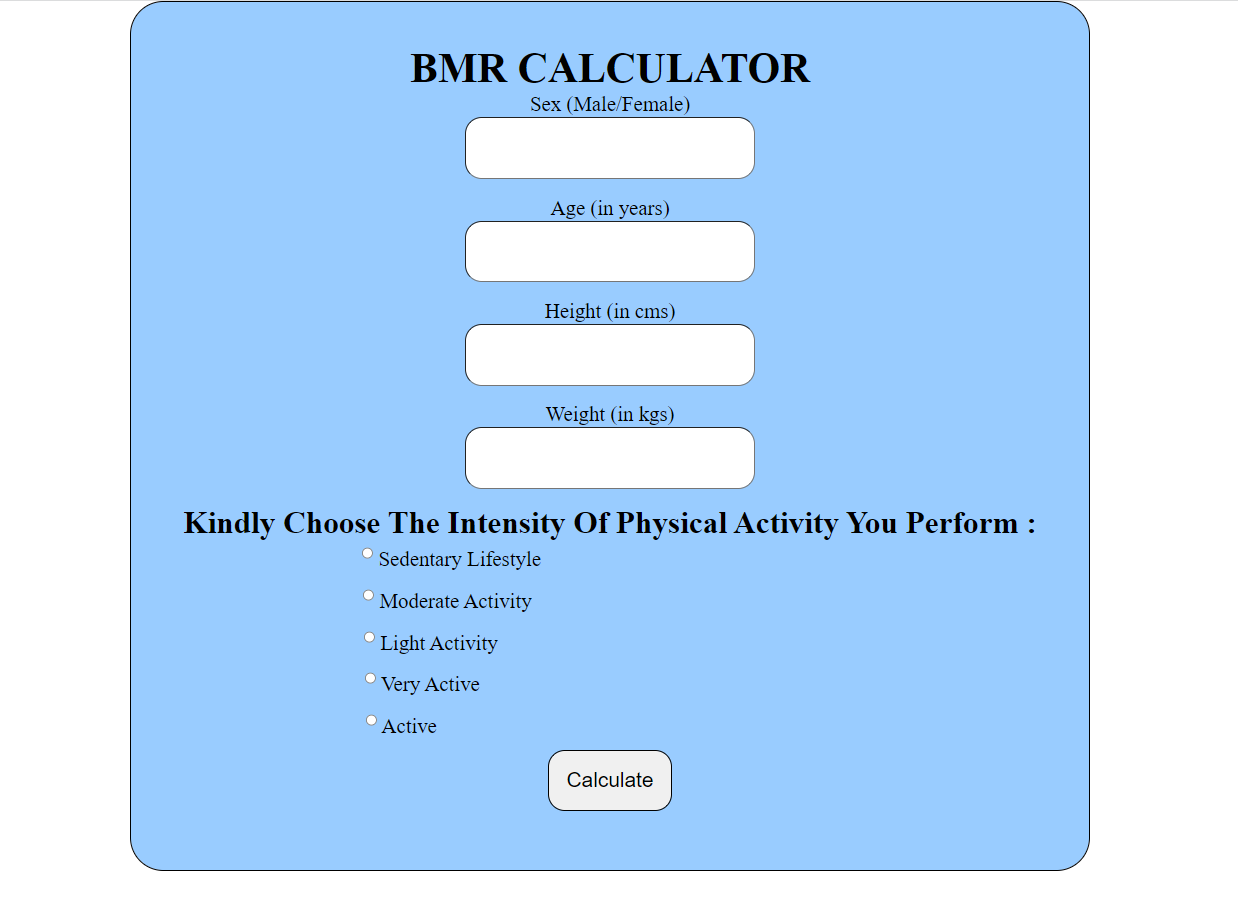 BMR CALCULATOR
Sex (Male/Female)
Age (in years)
Height (in cms)
Weight (in kgs)
Kindly Choose The Intensity Of Physical Activity You Perform :
Sedentary Lifestyle
Moderate Activity
Light Activity
Very Active
Active
Calculate